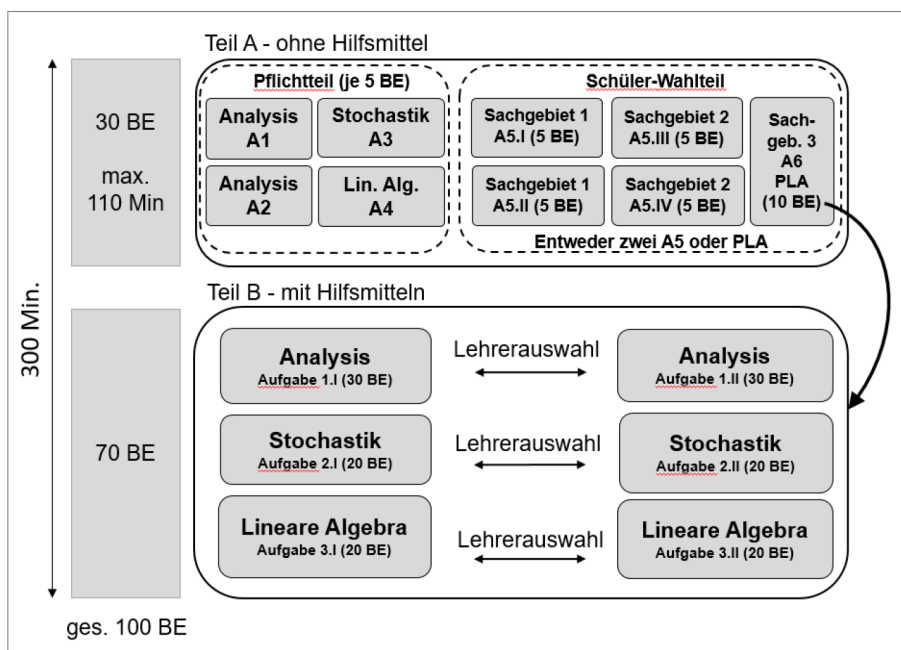 Teil A - ohne Hilfsmittel
30 BE
max.
110 Min
Pflichtteil (je 5 BE)
Analysis
A1
Stochastik
A3
Analysis
A2
Lin. Alg.
A4
Schüler-Wahlteil
Sachgebiet 1
A5.I (5 BE)
Sachgebiet 2
A5.III (5 BE)
Sachgebiet 1
A5.II (5 BE)
Sachgebiet 2
A5.IV (5 BE)
Sach-
geb. 3
A6
PLA
(10 BE)
Entweder zwei A5 oder PLA
300 Min.
Teil B - mit Hilfsmitteln
70 BE
Analysis
Aufgabe 1.I (30 BE)
Lehrerauswahl
Analysis
Aufgabe 1.II (30 BE)
Stochastik
Aufgabe 2.I (20 BE)
Lehrerauswahl
Stochastik
Aufgabe 2.II (20 BE)
Lineare Algebra
Aufgabe 3.I (20 BE)
Lehrerauswahl
Lineare Algebra
Aufgabe 3.II (20 BE)
ges. 100 BE